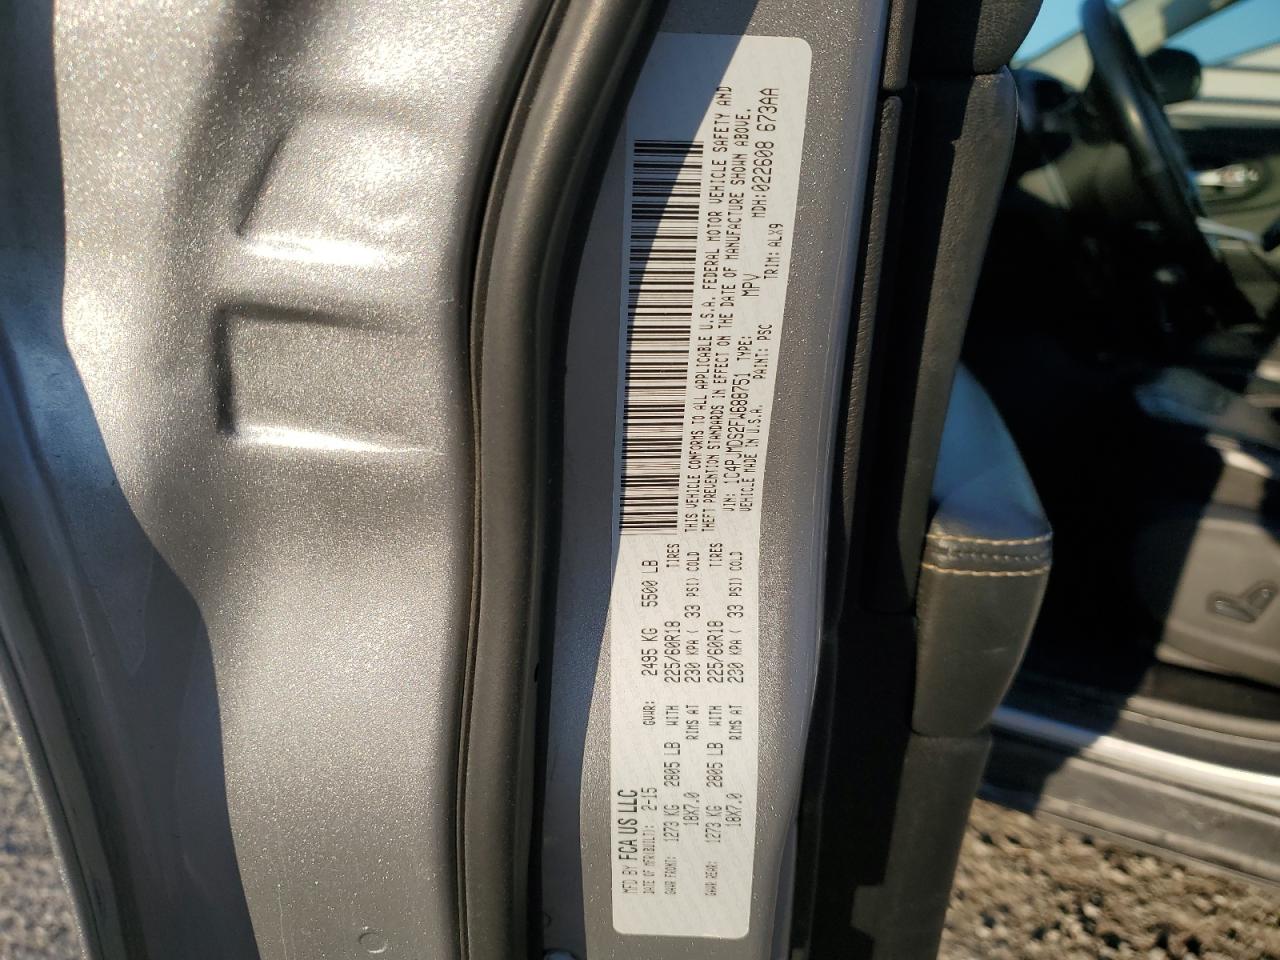 MFD BY FCA US LLC
DATE OF MFR(BUILT): 2-15 GVWR: 2495 KG 5500 LB
GAWR FRONT: 1273 KG 2805 LB WITH 225/60R18 TIRES
18X7.0 RIMS AT 230 KPA( 33 PSI) COLD
GAWR REAR: 1273 KG 2805 LB WITH 225/60R18 TIRES
18X7.0 RIMS AT 230 KPA( 33 PSI) COLD
THIS VEHICLE CONFORMS TO ALL APPLICABLE U.S.A. FEDERAL MOTOR VEHICLE SAFETY AND
THEFT PREVENTION STANDARDS IN EFFECT ON THE DATE OF MANUFACTURE SHOWN ABOVE.
VIN: 1C4PJMDS2FW688751 TYPE: MPV MDH:022608 673AA
VEHICLE MADE IN U.S.A. PAINT: PSC TRIM: ALX9